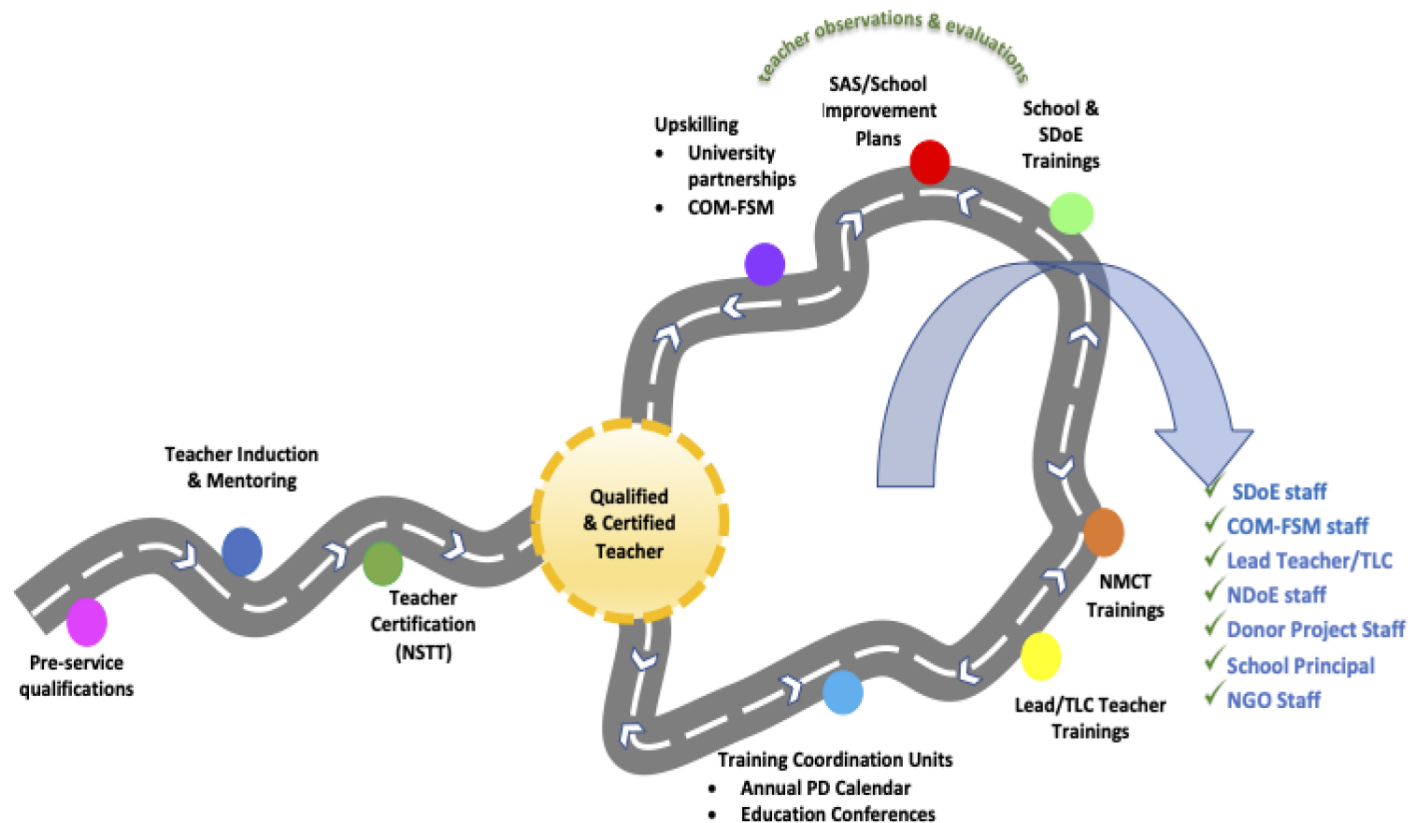 teacher observations & evaluations
SAS/School
Improvement
Plans
School &
SDoE
Trainings
Upskilling
• University
partnerships
• COM-FSM
Teacher Induction
& Mentoring
Qualified
& Certified
Teacher
Teacher
Certification
(NSTT)
Pre-service
qualifications
NMCT
Trainings
Lead/TLC Teacher
Trainings
Training Coordination Units
• Annual PD Calendar
• Education Conferences
✓ SDoE staff
✓ COM-FSM staff
✓ Lead Teacher/TLC
✓ NDoE staff
✓ Donor Project Staff
✓ School Principal
✓ NGO Staff